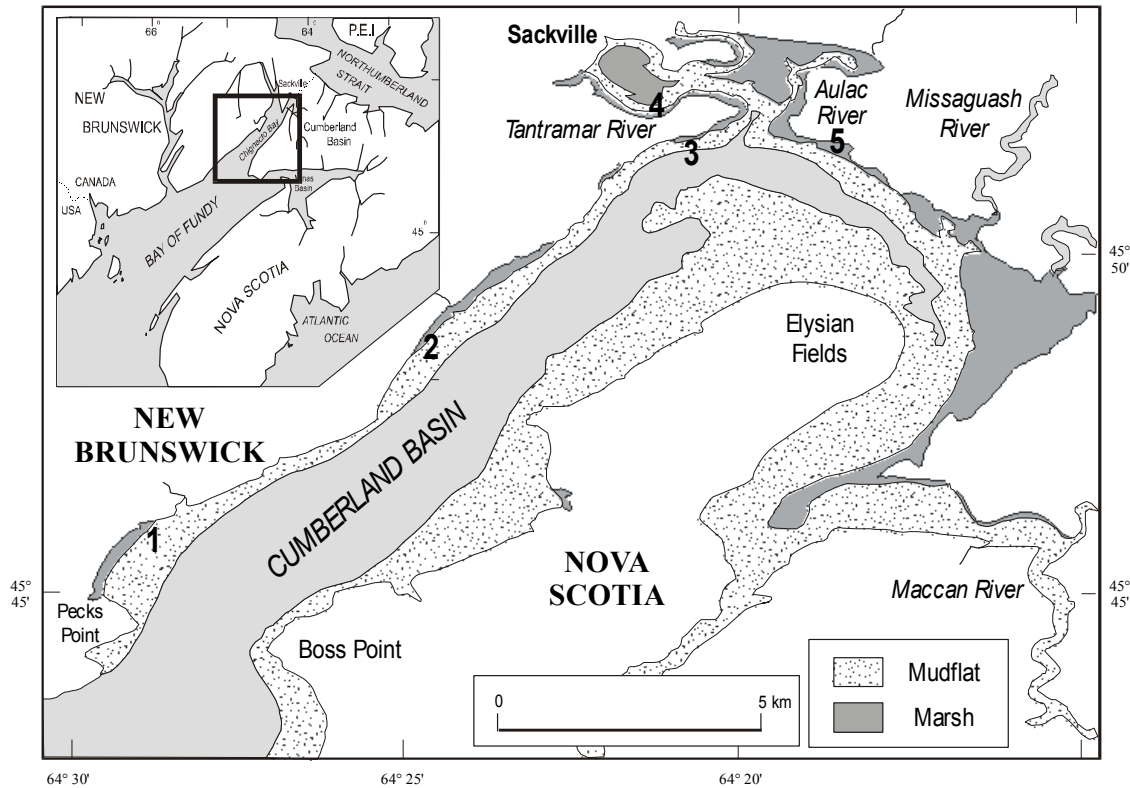 66
64
P.E.I
NORTHUMBERLAND
STRAIT
NEW
BRUNSWICK
Sackville
Cumberland
Basin
Chignecto Bay
Basin
CANADA
USA
BAY OF FUNDY
45°
NOVA SCOTIA
ATLANTIC
OCEAN
Sackville
4
Tantramar River
Aulac
River
5
Missaguash
River
3
45°
50'
2
Elysian
Fields
NEW
BRUNSWICK
CUMBERLAND BASIN
1
NOVA
SCOTIA
45°
45'
Pecks
Point
Maccan River
45°
45'
Boss Point
0
5 km
Mudflat
Marsh
64° 30'
64° 25'
64° 20'